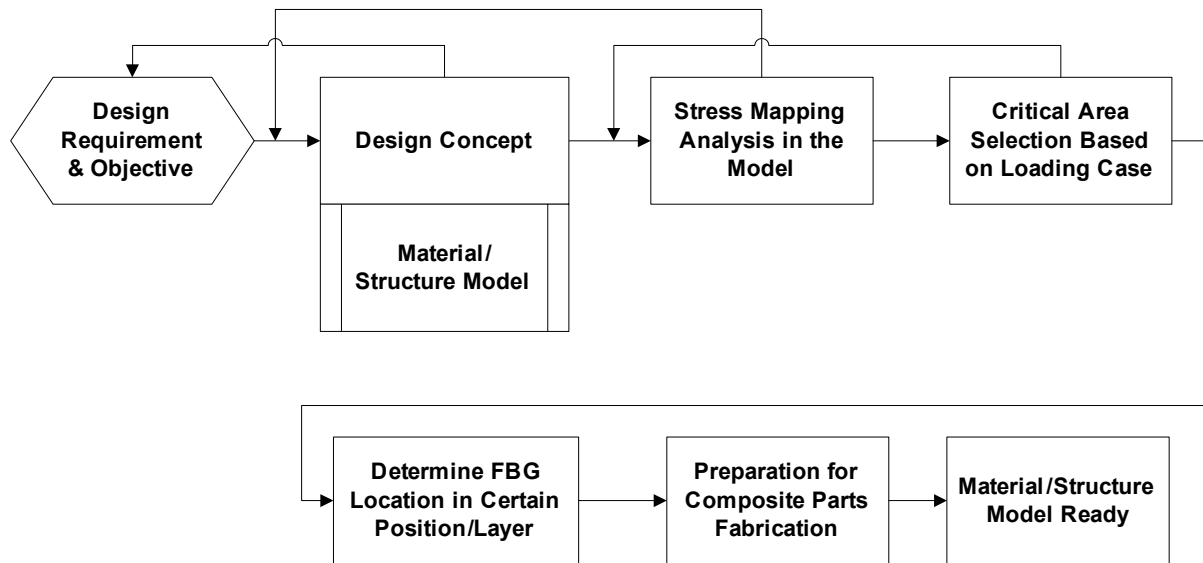 Design
Requirement
& Objective
Design Concept
Material/
Structure Model
Stress Mapping
Analysis in the
Model
Critical Area
Selection Based
on Loading Case
Determine FBG
Location in Certain
Position/Layer
Preparation for
Composite Parts
Fabrication
Material/Structure
Model Ready